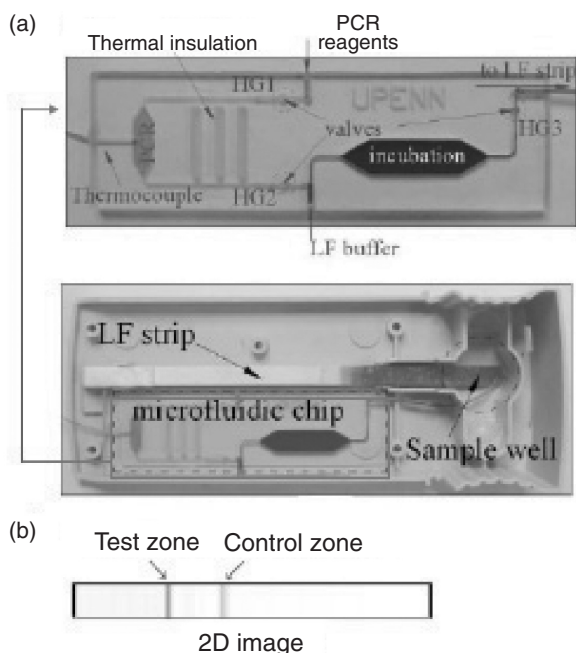 (a)
PCR
reagents
Thermal insulation
HG1
UPENN
to LF strip
valves
HG3
PCR
incubation
Thermocouple
HG2
LF buffer
LF strip
microfluidic chip
Sample well
(b)
Test zone
Control zone
2D image